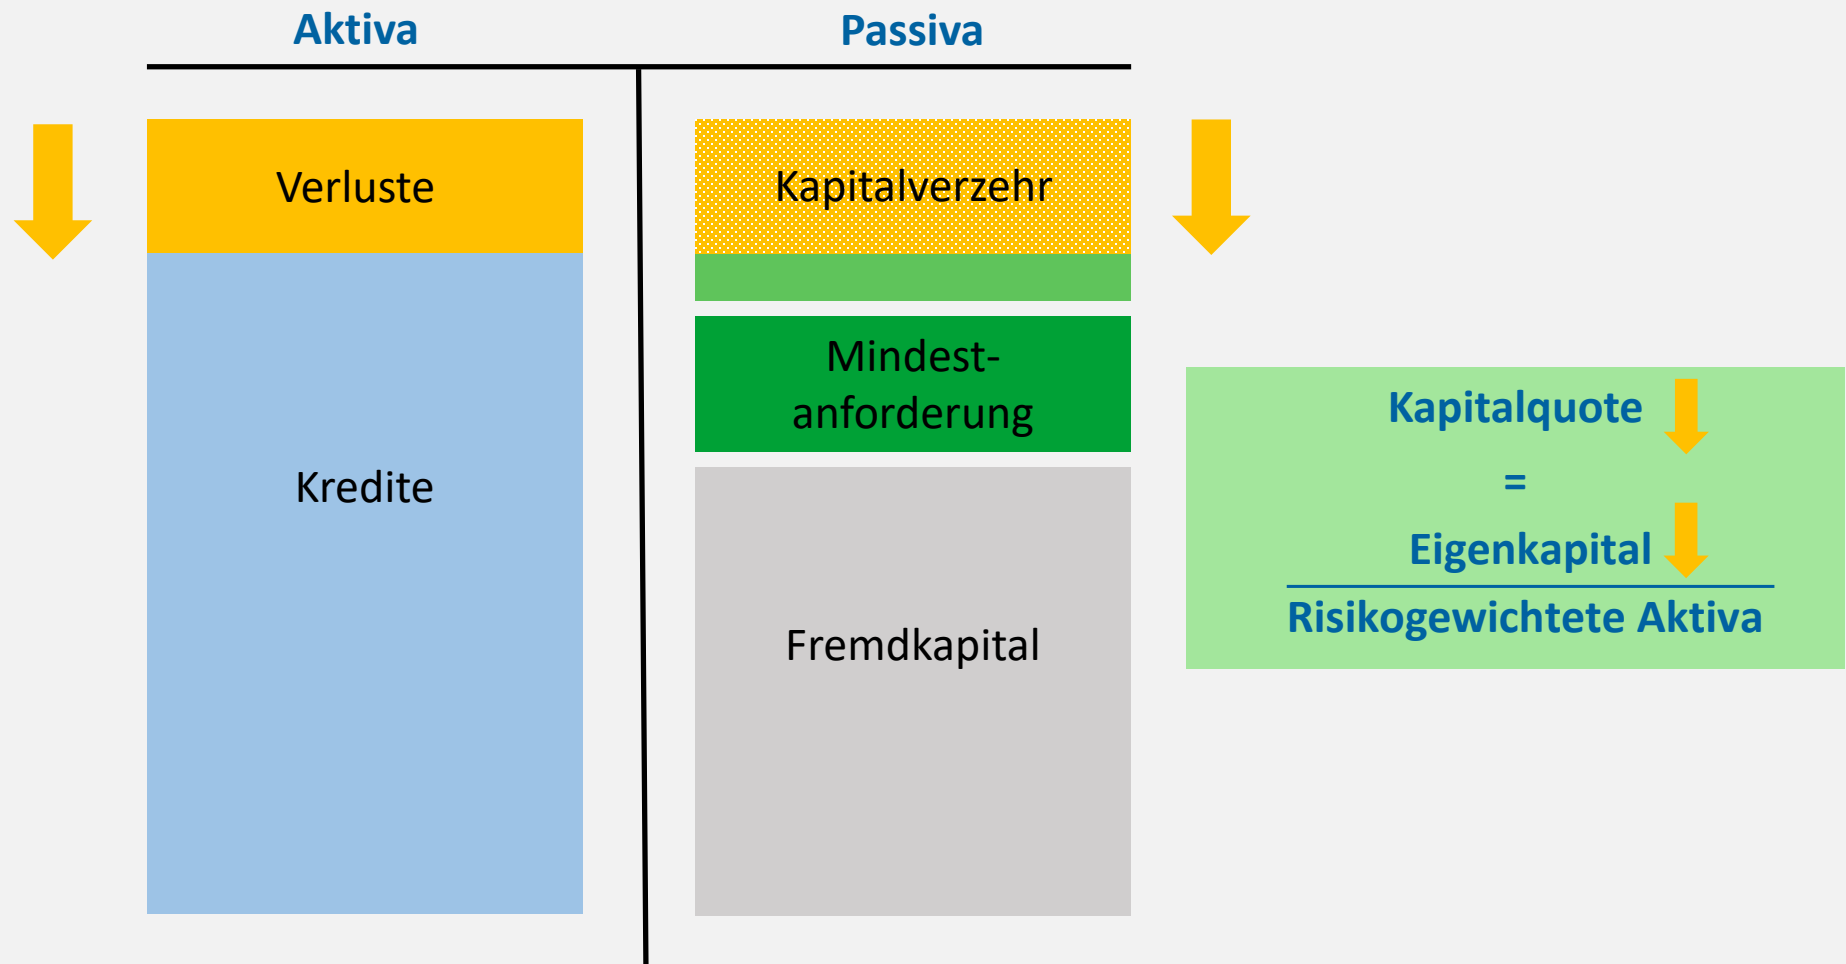 Aktiva
Passiva
Verluste
Kapitalverzehr
Mindest-
anforderung
Kredite
Fremdkapital
Kapitalquote
=
Eigenkapital
Risikogewichtete Aktiva